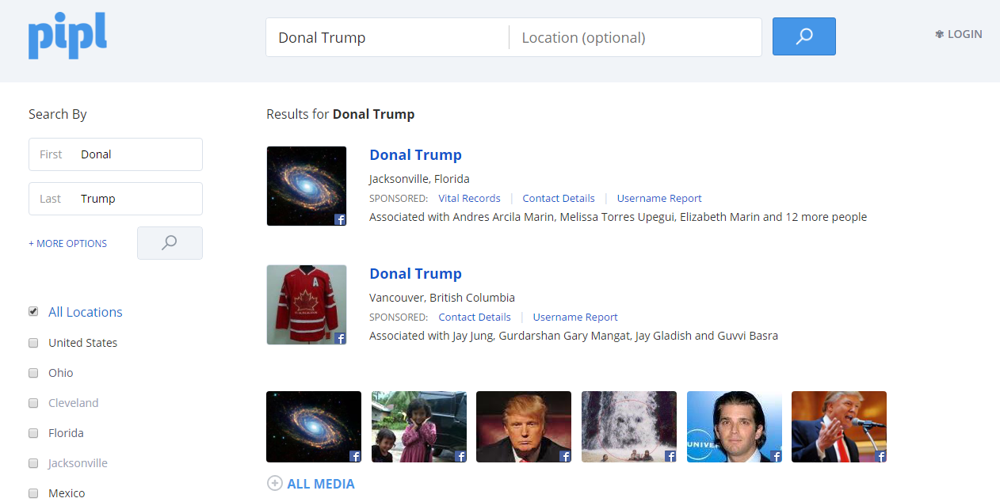 pipl
Donal Trump
Location (optional)
LOGIN
Search By
First Donal
Last Trump
+ MORE OPTIONS
All Locations
United States
Ohio
Cleveland
Florida
Jacksonville
Mexico
Results for Donal Trump
Donal Trump
Jacksonville, Florida
SPONSORED: Vital Records | Contact Details | Username Report
Associated with Andres Arcila Marin, Melissa Torres Upegui, Elizabeth Marin and 12 more people
A
CANADA
f
Donal Trump
Vancouver, British Columbia
SPONSORED: Contact Details | Username Report
Associated with Jay Jung, Gurdarshan Gary Mangat, Jay Gladish and Guvvi Basra
UNIVE
ALL MEDIA